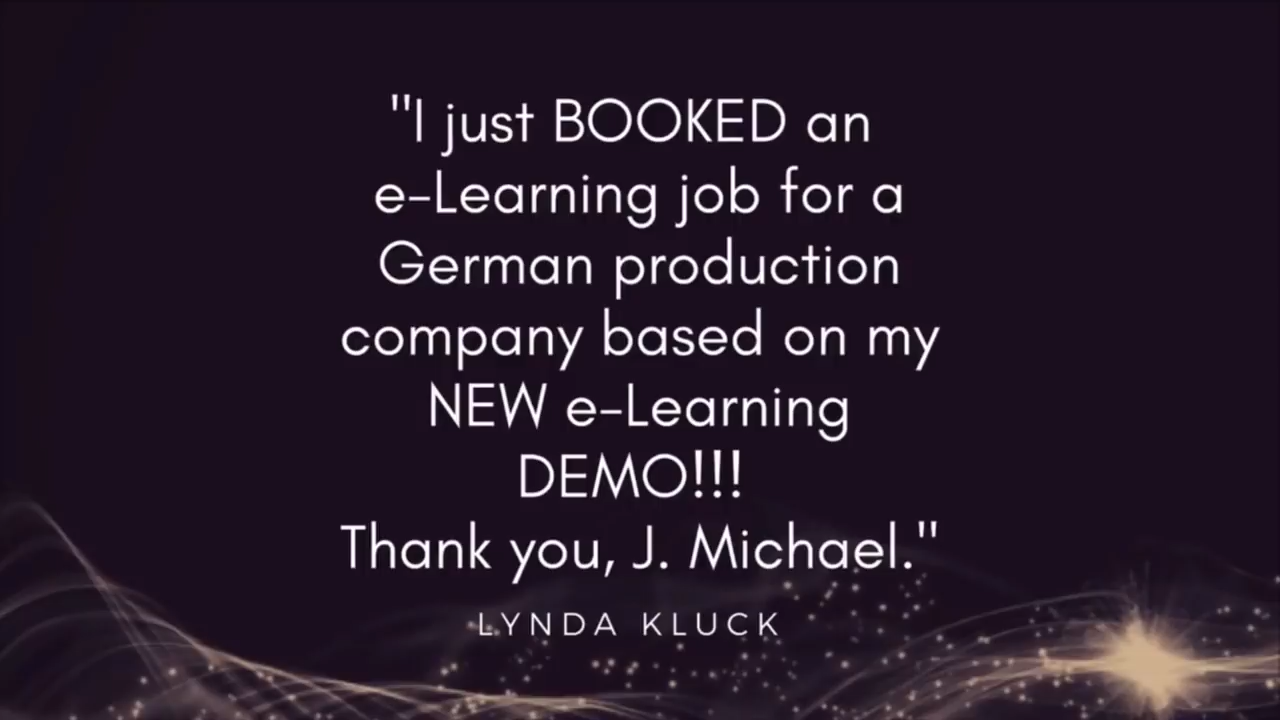 "I just BOOKED an
e-Learning job for a
German production
company based on my
NEW e-Learning
DEMO!!!
Thank you, J. Michael."
LYNDA KLUCK